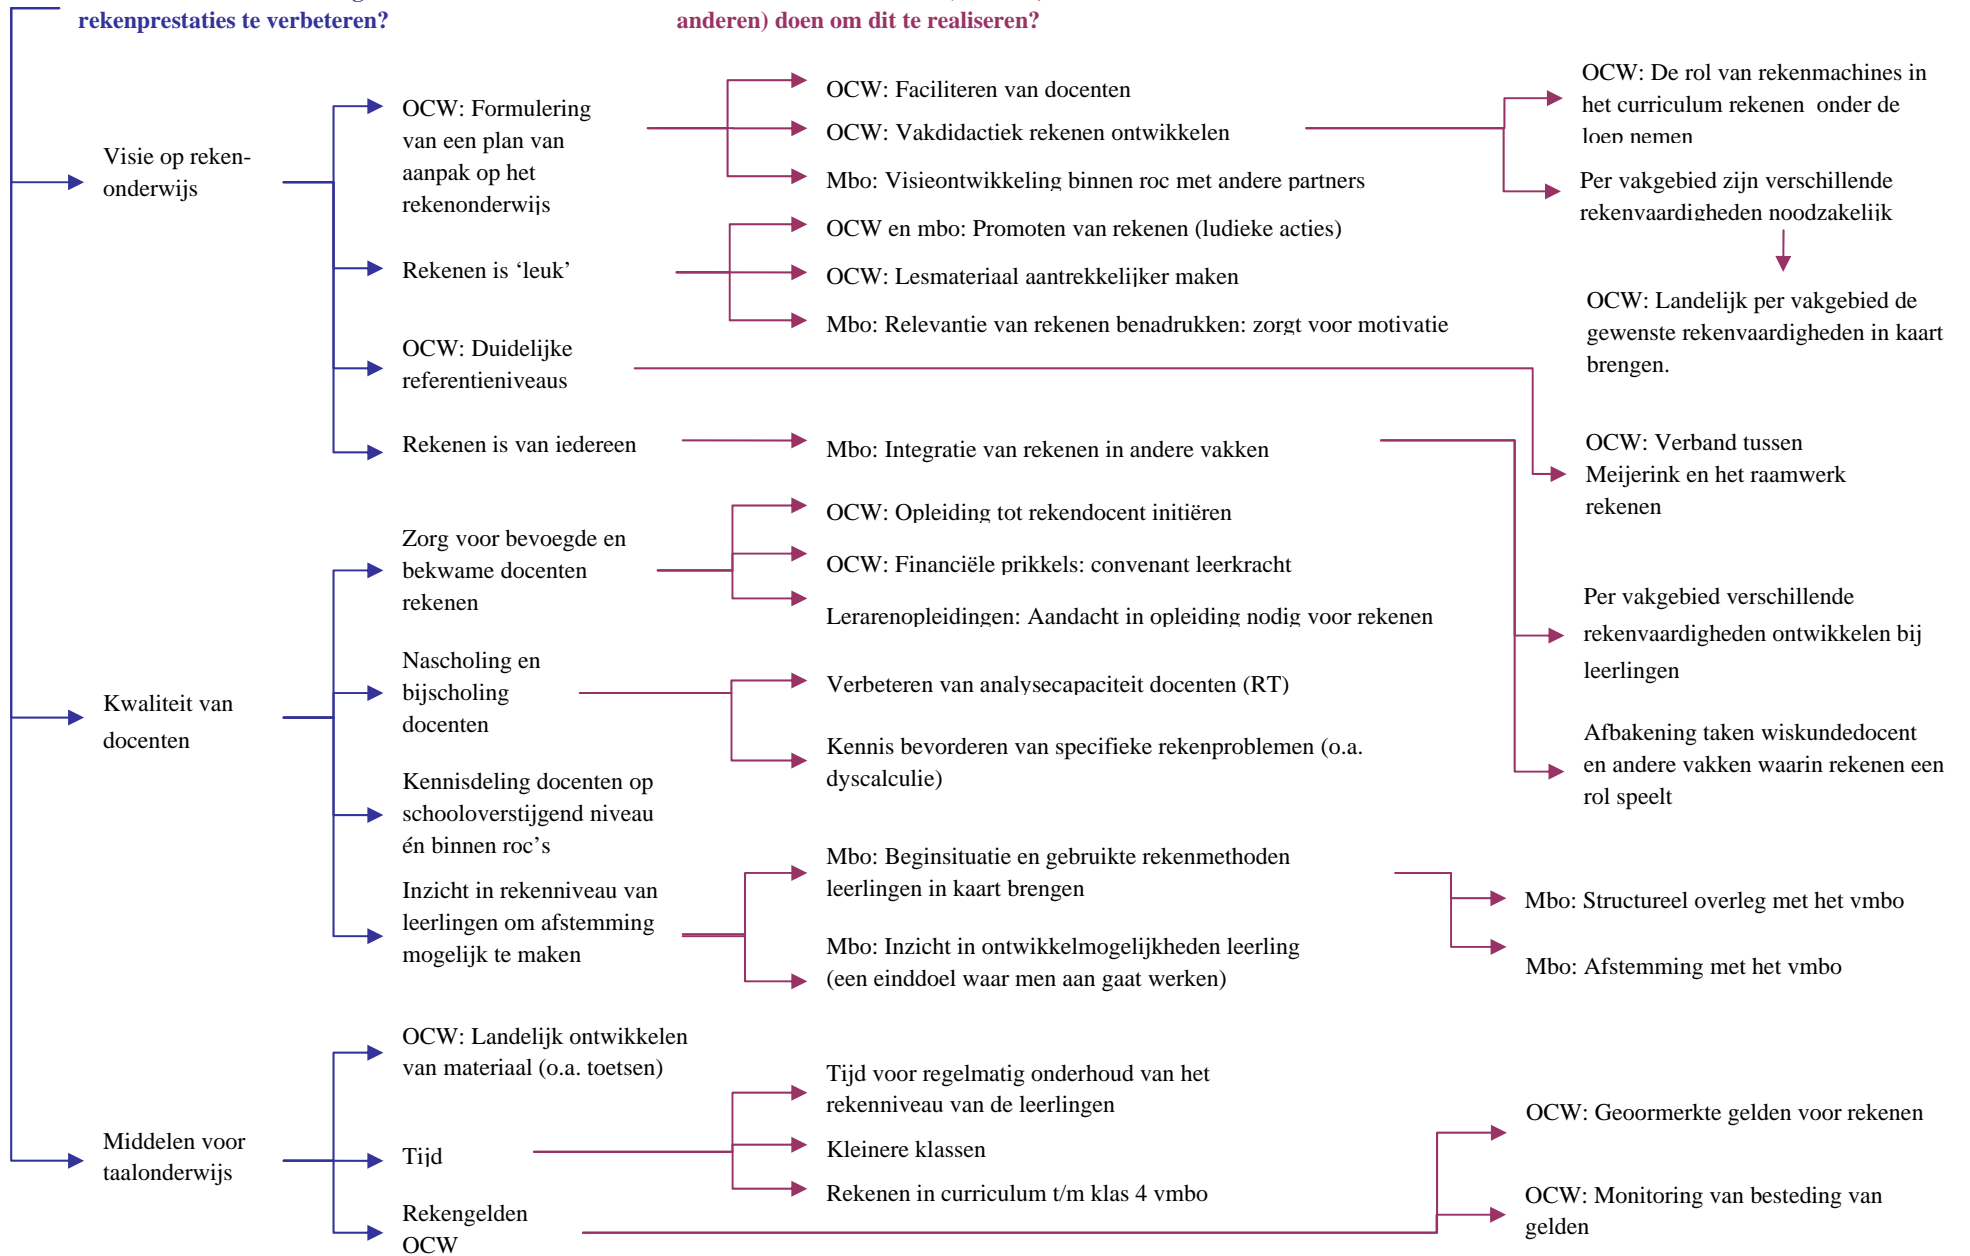 rekenprestaties te verbeteren?
anderen) doen om dit te realiseren?
Visie op reken-
onderwijs
OCW: Formulering
van een plan van
aanpak op het
rekenonderwijs
OCW: Faciliteren van docenten
OCW: Vakdidactiek rekenen ontwikkelen
Mbo: Visieontwikkeling binnen roc met andere partners
OCW: De rol van rekenmachines in
het curriculum rekenen onder de
loep nemen
Per vakgebied zijn verschillende
rekenvaardigheden noodzakelijk
OCW: Landelijk per vakgebied de
gewenste rekenvaardigheden in kaart
brengen.
Rekenen is ‘leuk’
OCW en mbo: Promoten van rekenen (ludieke acties)
OCW: Lesmateriaal aantrekkelijker maken
Mbo: Relevantie van rekenen benadrukken: zorgt voor motivatie
OCW: Duidelijke
referentieniveaus
OCW: Verband tussen
Meijerink en het raamwerk
rekenen
Rekenen is van iedereen
Mbo: Integratie van rekenen in andere vakken
Per vakgebied verschillende
rekenvaardigheden ontwikkelen bij
leerlingen
Afbakening taken wiskundedocent
en andere vakken waarin rekenen een
rol speelt
Kwaliteit van
docenten
Zorg voor bevoegde en
bekwame docenten
rekenen
OCW: Opleiding tot rekendocent initiëren
OCW: Financiële prikkels: convenant leerkracht
Lerarenopleidingen: Aandacht in opleiding nodig voor rekenen
Nascholing en
bijscholing
docenten
Verbeteren van analysecapaciteit docenten (RT)
Kennis bevorderen van specifieke rekenproblemen (o.a.
dyscalculie)
Kennisdeling docenten op
schooloverstijgend niveau
én binnen roc’s
Inzicht in rekenniveau van
leerlingen om afstemming
mogelijk te maken
Mbo: Beginsituatie en gebruikte rekenmethoden
leerlingen in kaart brengen
Mbo: Inzicht in ontwikkelmogelijkheden leerling
(een einddoel waar men aan gaat werken)
Mbo: Structureel overleg met het vmbo
Mbo: Afstemming met het vmbo
Middelen voor
taalonderwijs
OCW: Landelijk ontwikkelen
van materiaal (o.a. toetsen)
Tijd
Tijd voor regelmatig onderhoud van het
rekenniveau van de leerlingen
Kleinere klassen
Rekenen in curriculum t/m klas 4 vmbo
Rekengelden
OCW
OCW: Geoormerkte gelden voor rekenen
OCW: Monitoring van besteding van
gelden